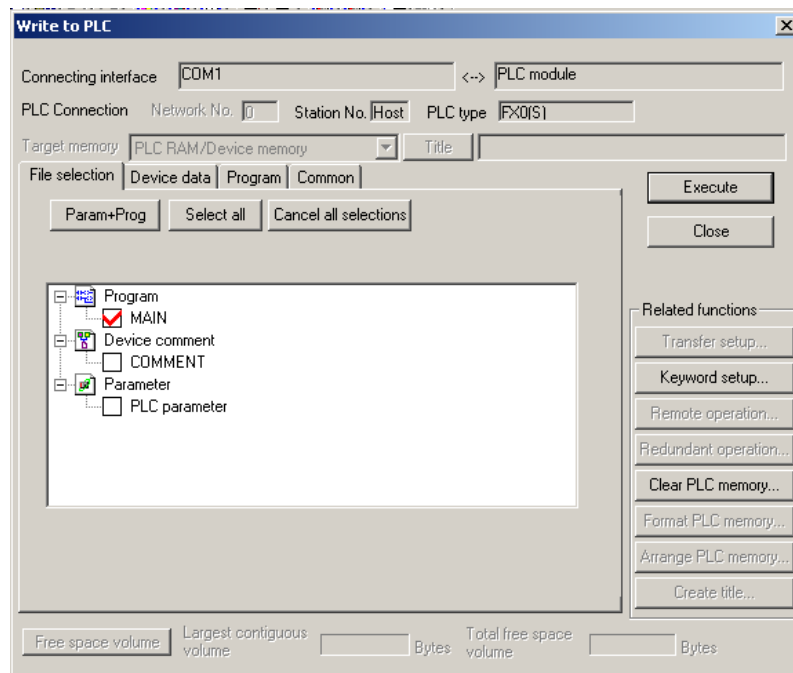 Write to PLC
Connecting interface COM1 <--> PLC module
PLC Connection Network No. 0 Station No. Host PLC type FX0(S)
Target memory PLC RAM/Device memory Title
File selection Device data Program Common
Execute
Param+Prog Select all Cancel all selections
Close
Program
MAIN
Device comment
COMMENT
Parameter
PLC parameter
Related functions
Transfer setup...
Keyword setup...
Remote operation...
Redundant operation...
Clear PLC memory...
Format PLC memory...
Arrange PLC memory...
Create title...
Free space volume Largest contiguous volume Bytes Total free space volume Bytes